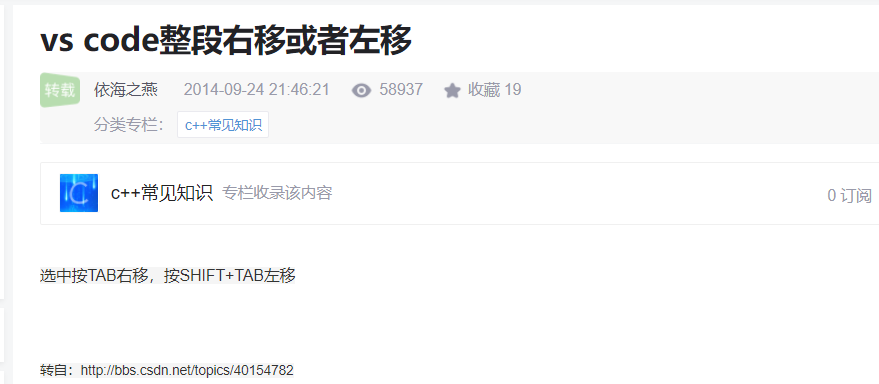 vs code整段右移或者左移
转载 依海之燕 2014-09-24 21:46:21 58937 收藏 19
分类专栏： c++常见知识
C c++常见知识 专栏收录该内容 0 订阅
选中按TAB右移，按SHIFT+TAB左移
转自：http://bbs.csdn.net/topics/40154782